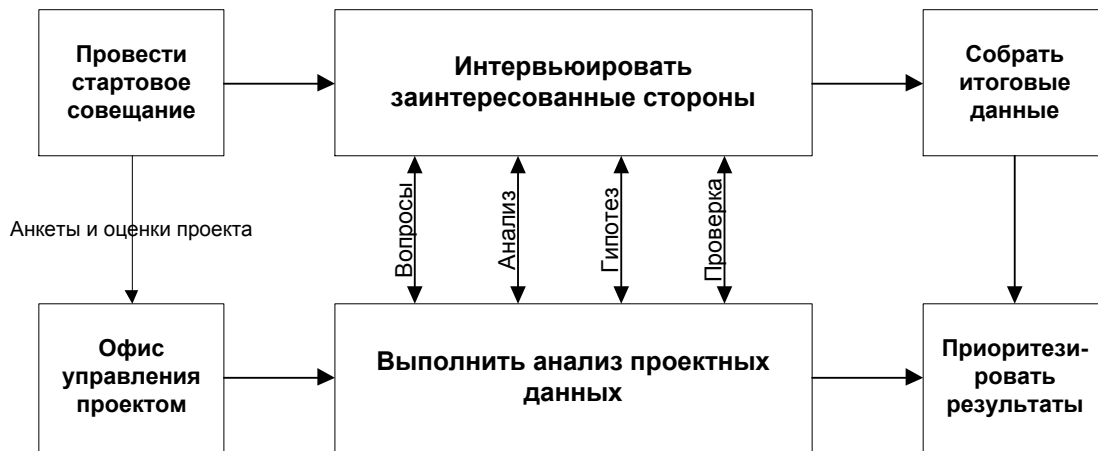 Провести
стартовое
совещание
Интервьюировать
заинтересованные стороны
Собрать
итоговые
данные
Анкеты и оценки проекта
Вопросы
Анализ
Гипотез
Проверка
Офис
управления
проектом
Выполнить анализ проектных
данных
Приоритези-
ровать
результаты